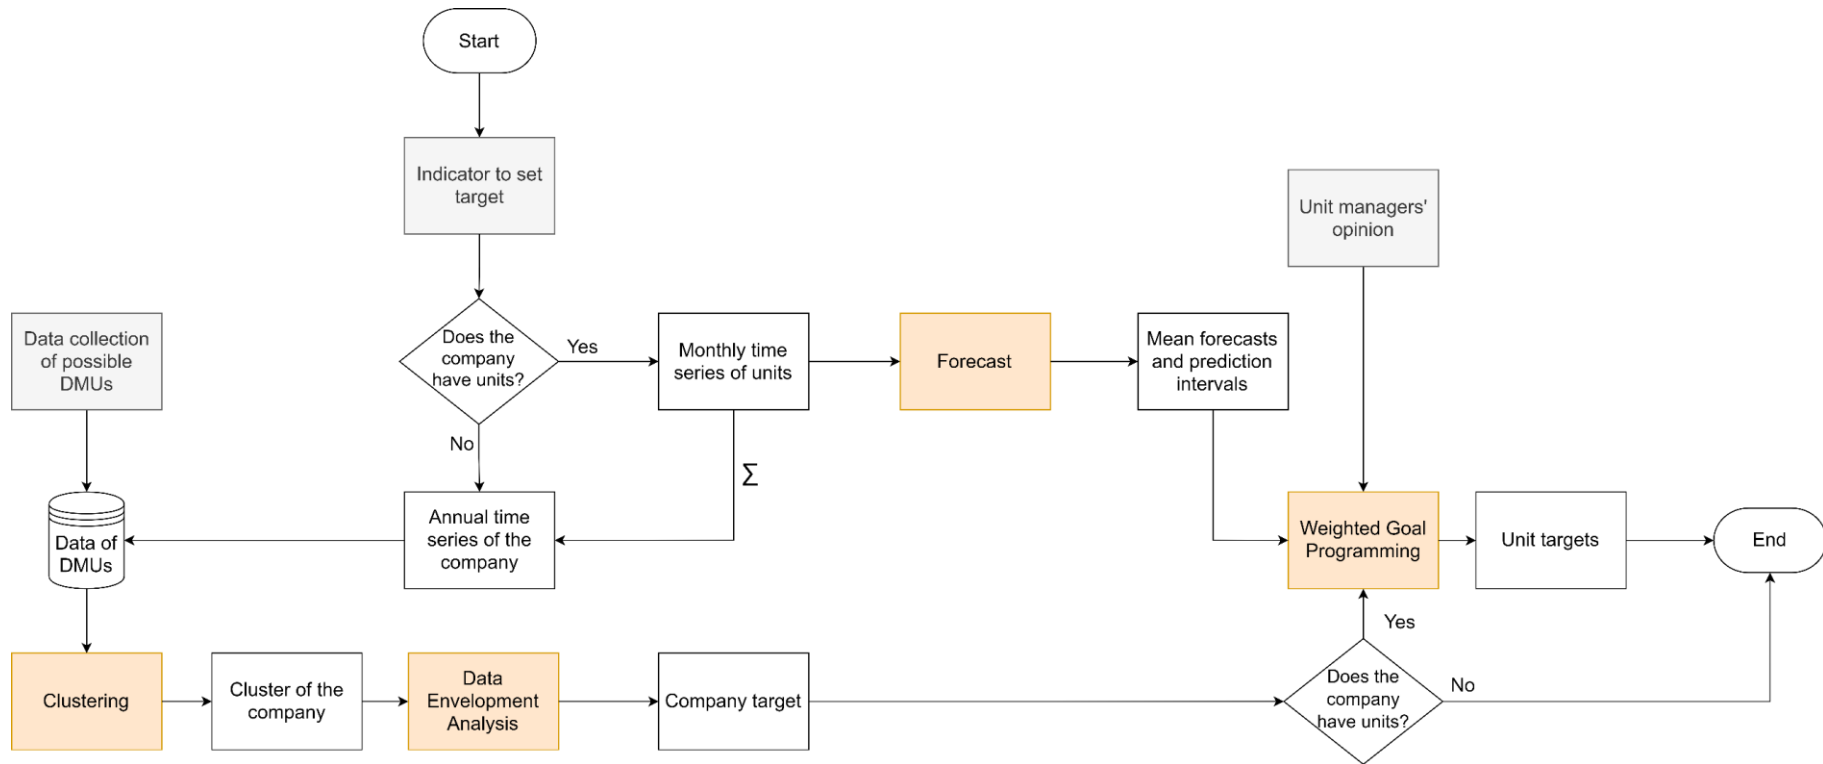 Start
Indicator to set
target
Unit managers'
opinion
Data collection
of possible
DMUs
Does the
company
have units?
Yes
Monthly time
series of units
Forecast
Mean forecasts
and prediction
intervals
No
Σ
Data of
DMUs
Annual time
series of the
company
Weighted Goal
Programming
Unit targets
End
Yes
Clustering
Cluster of the
company
Data
Envelopment
Analysis
Company target
Does the
company
have units?
No